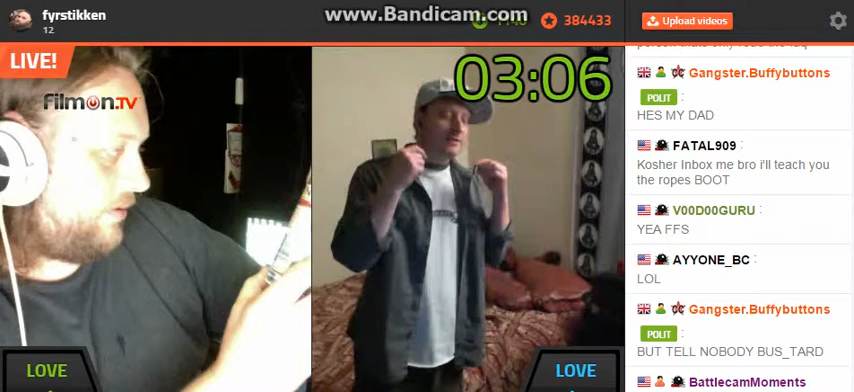 fyrstikken
12
www.Bandicam.com
384433
Upload videos
LIVE!
FilmOn.TV
03:06
LOVE
LOVE
Gangster.Buffybuttons
POLIT :
HES MY DAD
FATAL909 :
Kosher Inbox me bro i'll teach you
the ropes BOOT
V00D00GURU :
YEA FFS
AYYONE_BC :
LOL
Gangster.Buffybuttons
POLIT :
BUT TELL NOBODY BUS_TARD
BattlecamMoments